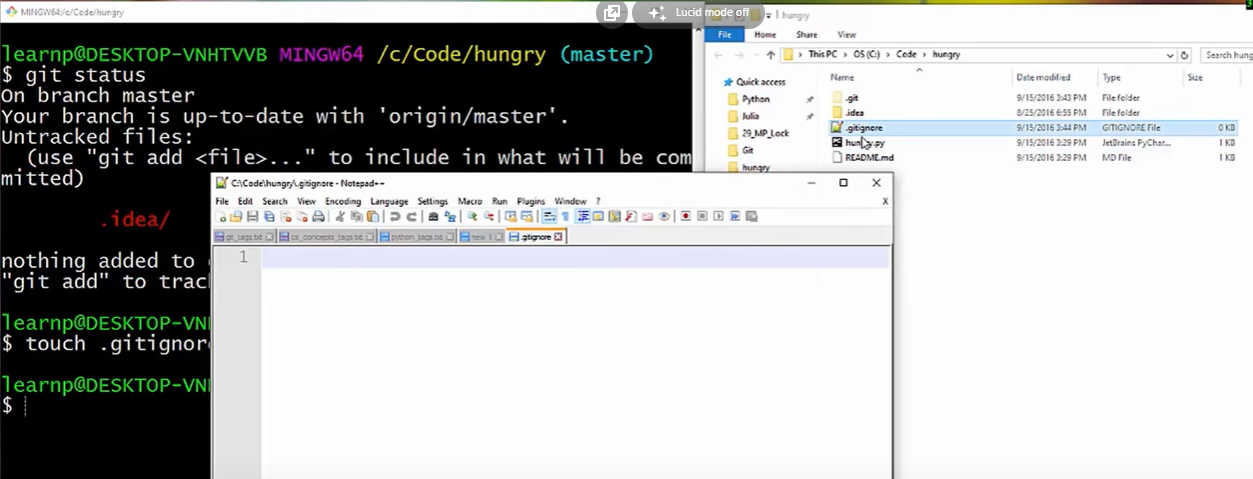 MINGW64:/c/Code/hungry
Lucid mode off
learnp@DESKTOP-VNHTVVB MINGW64 /c/Code/hungry (master)
$ git status
On branch master
Your branch is up-to-date with 'origin/master'.
Untracked files:
(use "git add <file>..." to include in what will be com
mitted)
.idea/
nothing added to
"git add" to trac
learnp@DESKTOP-VN
$ touch .gitignor
learnp@DESKTOP-VN
$
hungry
File Home Share View
This PC > OS (C:) > Code > hungry
Search hung
Quick access
Python
Julia
29_MP_Lock
Git
hungry
Name Date modified Type Size
.git 9/15/2016 3:43 PM File folder
.idea 8/25/2016 6:55 PM File folder
.gitignore 9/15/2016 3:44 PM GITIGNORE File 0 KB
hungry.py 9/15/2016 3:29 PM JetBrains PyChar... 1 KB
README.md 9/15/2016 3:29 PM MD File 1 KB
C:\Code\hungry\.gitignore - Notepad++
File Edit Search View Encoding Language Settings Macro Run Plugins Window ?
X
git_tags.txt cs_concepts_tags.txt python_tags.txt new 1 .gitignore
1